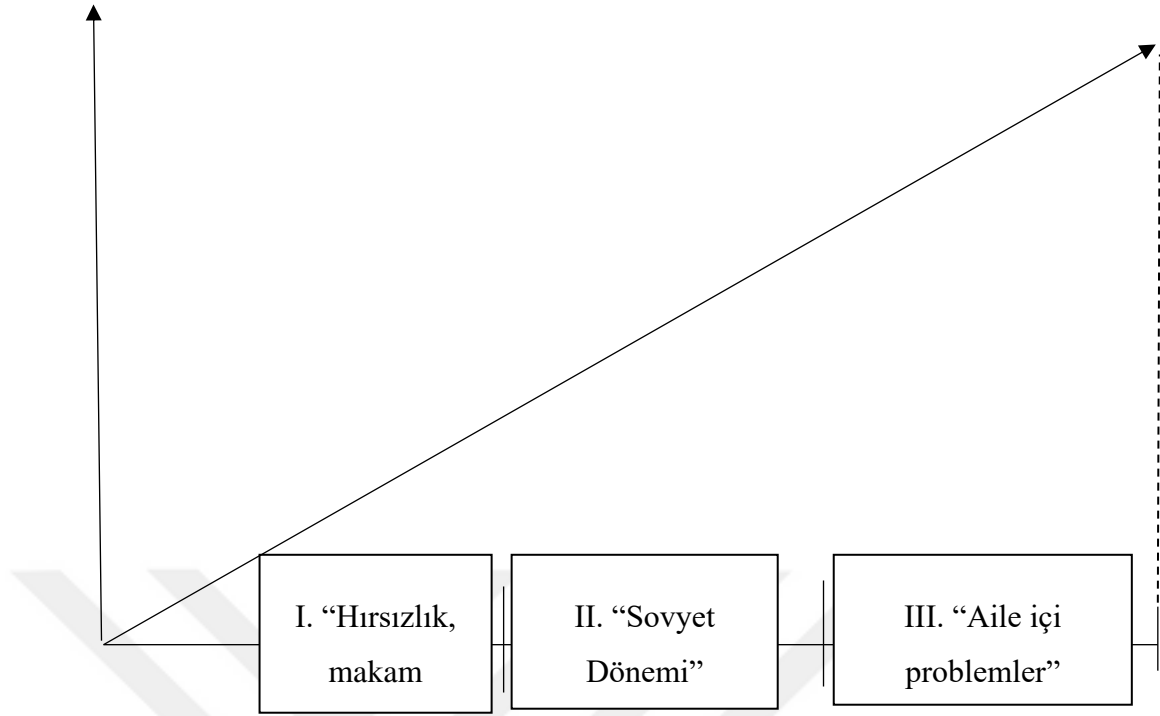 I. “Hırsızlık,
makam
II. “Sovyet
Dönemi”
III. “Aile içi
problemler”